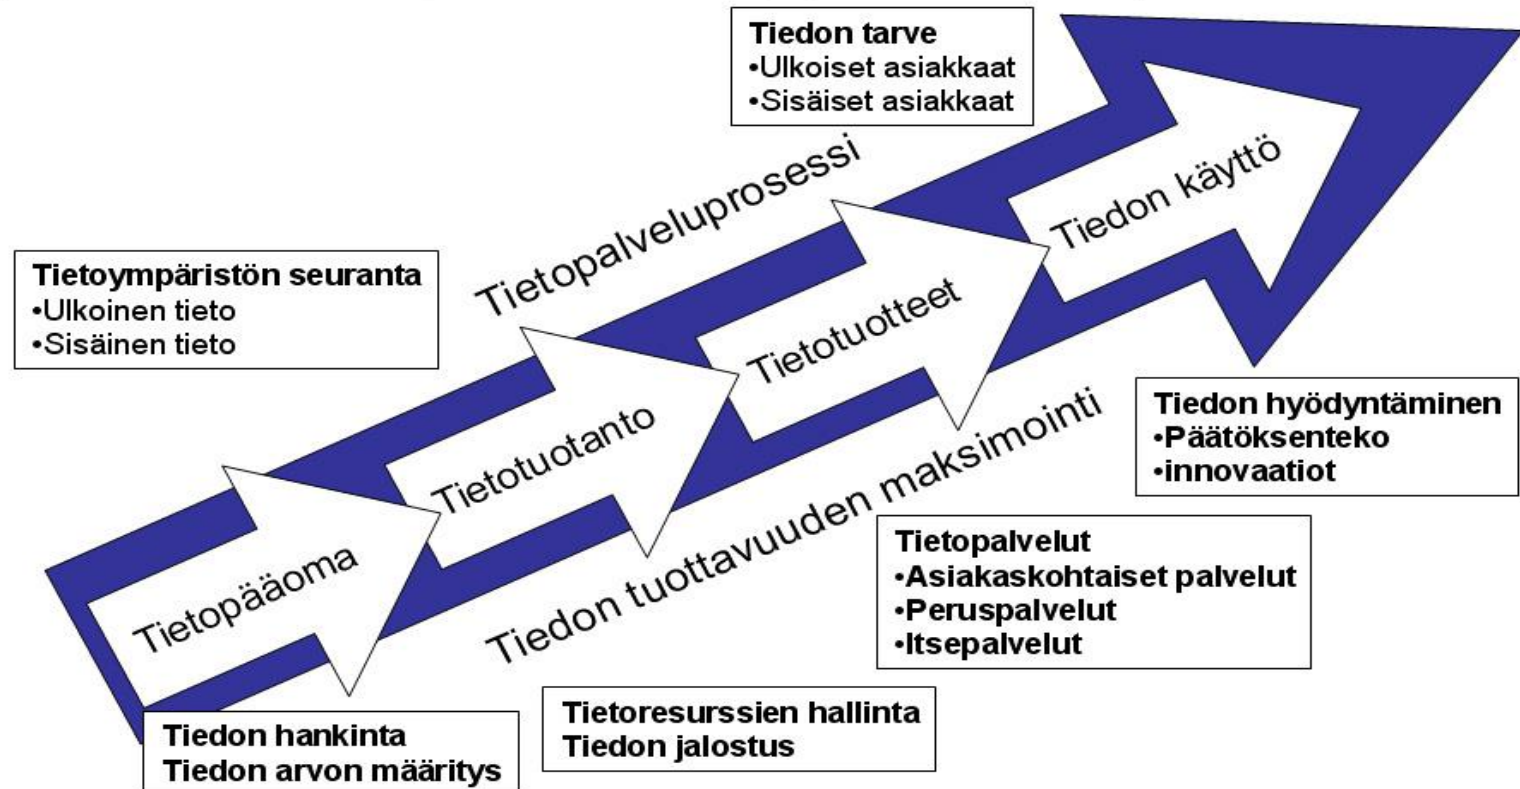 Tiedon tarve
•Ulkoiset asiakkaat
•Sisäiset asiakkaat
Tietopalveluprosessi
Tiedon käyttö
Tietoympäristön seuranta
•Ulkoinen tieto
•Sisäinen tieto
Tietotuotteet
Tietotuotanto
Tietopääoma
Tiedon tuottavuuden maksimointi
Tiedon hyödyntäminen
•Päätöksenteko
•innovaatiot
Tietopalvelut
•Asiakaskohtaiset palvelut
•Peruspalvelut
•Itsepalvelut
Tietoresurssien hallinta
Tiedon jalostus
Tiedon hankinta
Tiedon arvon määritys